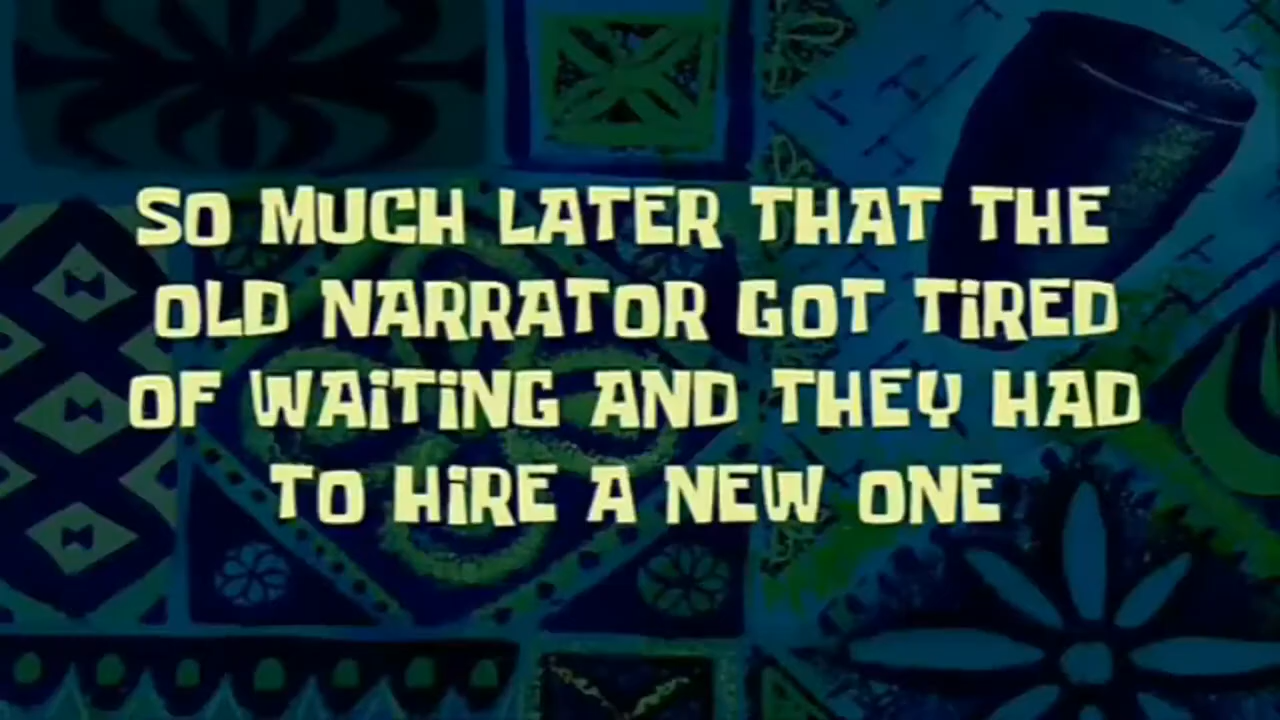 SO MUCH LATER THAT THE
OLD NARRATOR GOT TiRED
OF WAiTiNG AND THEY HAD
TO HiRE A NEW ONE